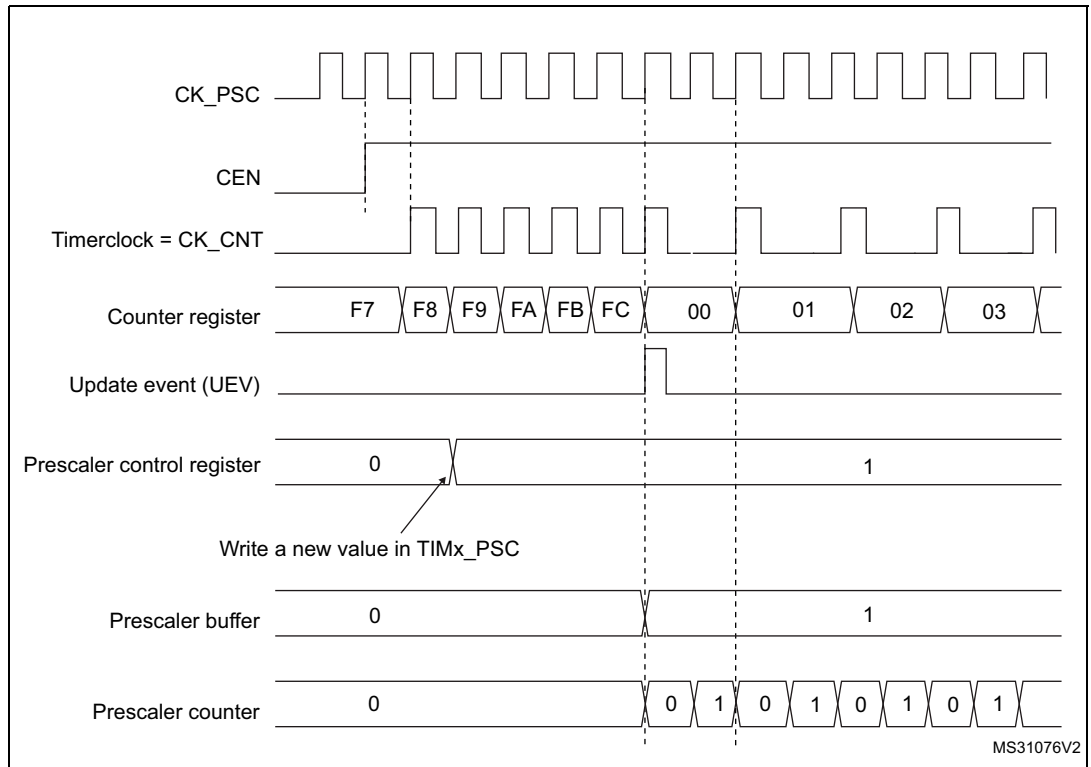 CK_PSC
CEN
Timerclock = CK_CNT
Counter register F7 F8 F9 FA FB FC 00 01 02 03
Update event (UEV)
Prescaler control register 0 1
Write a new value in TIMx_PSC
Prescaler buffer 0 1
Prescaler counter 0 0 1 0 1 0 1 0 1
MS31076V2